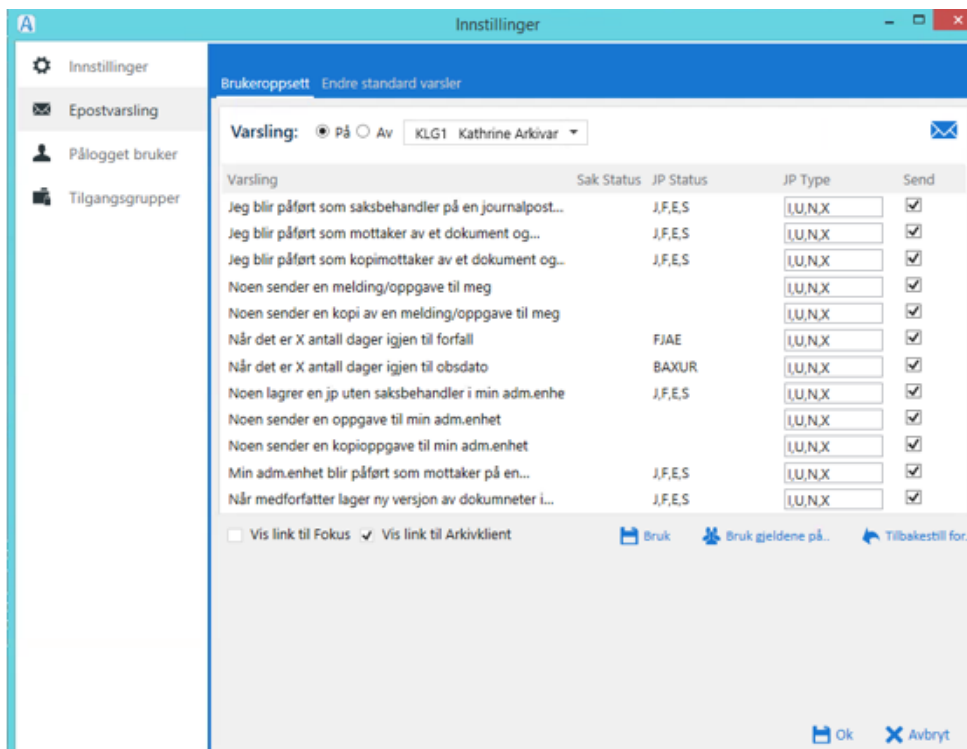 Innstillinger
Innstillinger
Epostvarsling
Pålogget bruker
Tilgangsgrupper
Brukeroppsett Endre standard varsler
Varsling: På Av KLG1 Kathrine Arkivar
Varsling Sak Status JP Status JP Type Send
Jeg blir påført som saksbehandler på en journalpost... J,F,E,S I,U,N,X
Jeg blir påført som mottaker av et dokument og... J,F,E,S I,U,N,X
Jeg blir påført som kopimottaker av et dokument og... J,F,E,S I,U,N,X
Noen sender en melding/oppgave til meg I,U,N,X
Noen sender en kopi av en melding/oppgave til meg I,U,N,X
Når det er X antall dager igjen til forfall FJAE I,U,N,X
Når det er X antall dager igjen til obsdato BAXUR I,U,N,X
Noen lagrer en jp uten saksbehandler i min adm.enhe J,F,E,S I,U,N,X
Noen sender en oppgave til min adm.enhet I,U,N,X
Noen sender en kopioppgave til min adm.enhet I,U,N,X
Min adm.enhet blir påført som mottaker på en... J,F,E,S I,U,N,X
Når medforfatter lager ny versjon av dokumneter i... J,F,E,S I,U,N,X
Vis link til Fokus Vis link til Arkivklient Bruk Bruk gjeldene på.. Tilbakestill for.
Ok Avbryt